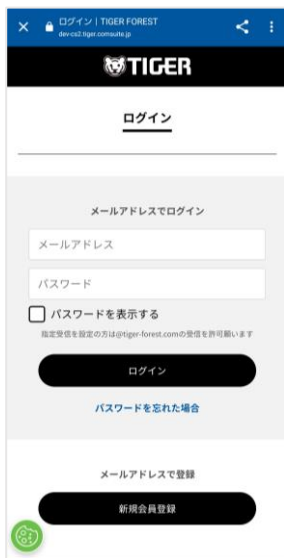 ログイン | TIGER FOREST
dev-cs2.tiger.comsuite.jp
TIGER
ログイン
メールアドレスでログイン
メールアドレス
パスワード
パスワードを表示する
指定受信を設定の方は@tiger-forest.comの受信を許可願います
ログイン
パスワードを忘れた場合
メールアドレスで登録
新規会員登録